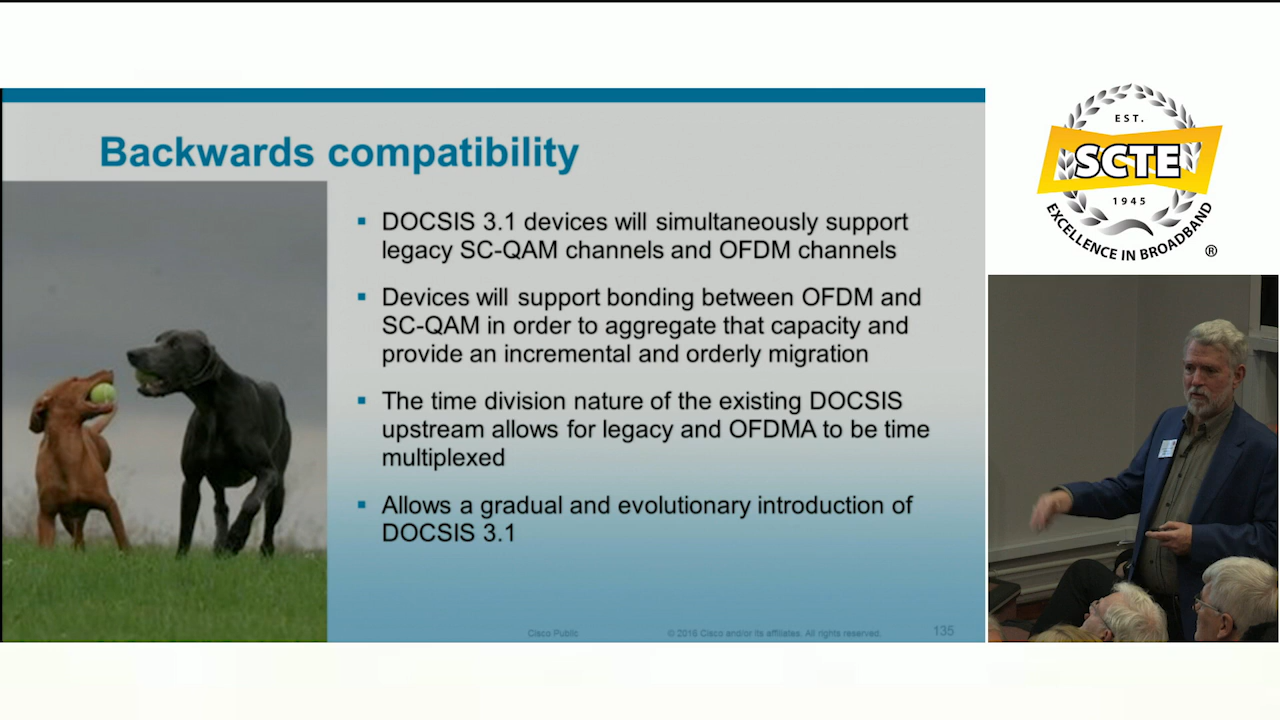 Backwards compatibility
▪ DOCSIS 3.1 devices will simultaneously support
legacy SC-QAM channels and OFDM channels
▪ Devices will support bonding between OFDM and
SC-QAM in order to aggregate that capacity and
provide an incremental and orderly migration
▪ The time division nature of the existing DOCSIS
upstream allows for legacy and OFDMA to be time
multiplexed
▪ Allows a gradual and evolutionary introduction of
DOCSIS 3.1
Cisco Public
© 2016 Cisco and/or its affiliates. All rights reserved.
135
EST.
SCTE
1945
EXCELLENCE IN BROADBAND
®